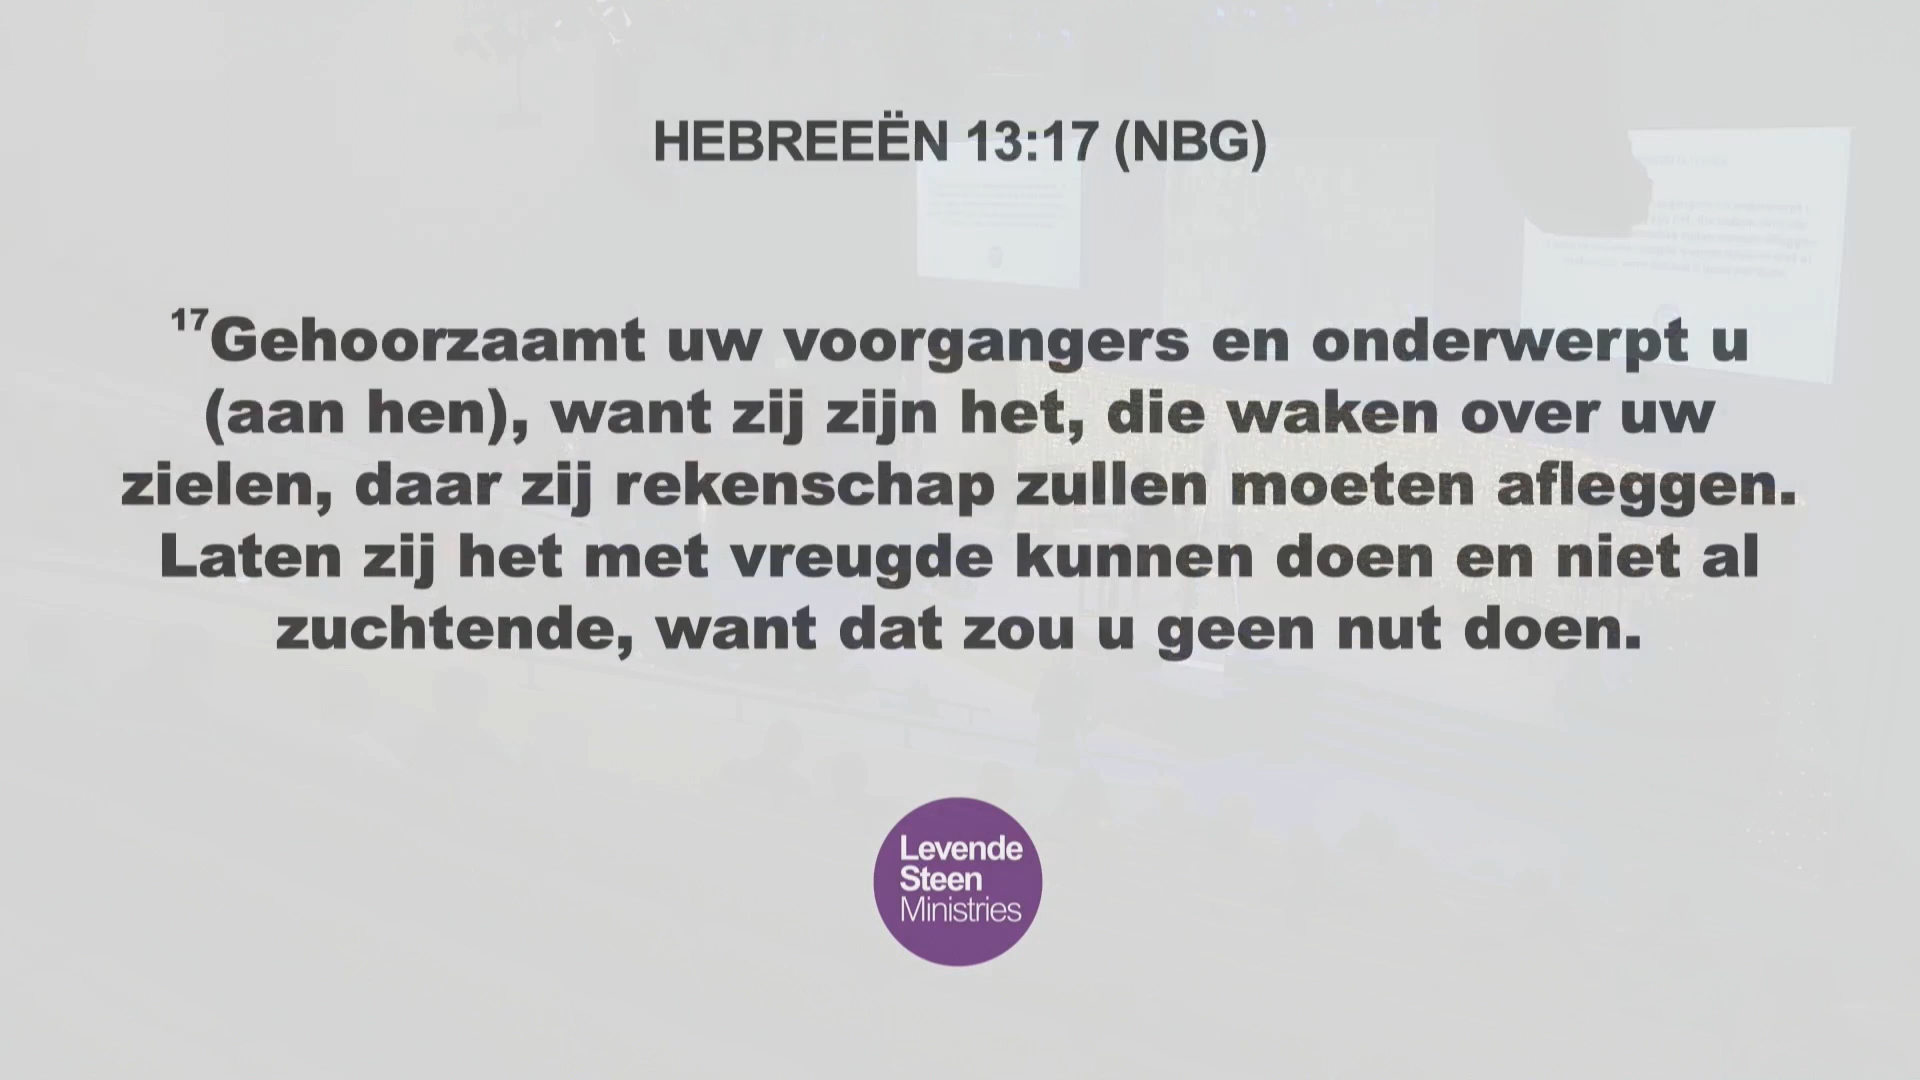 HEBREEËN 13:17 (NBG)
17Gehoorzaamt uw voorgangers en onderwerpt u
(aan hen), want zij zijn het, die waken over uw
zielen, daar zij rekenschap zullen moeten afleggen.
Laten zij het met vreugde kunnen doen en niet al
zuchtende, want dat zou u geen nut doen.
Levende
Steen
Ministries